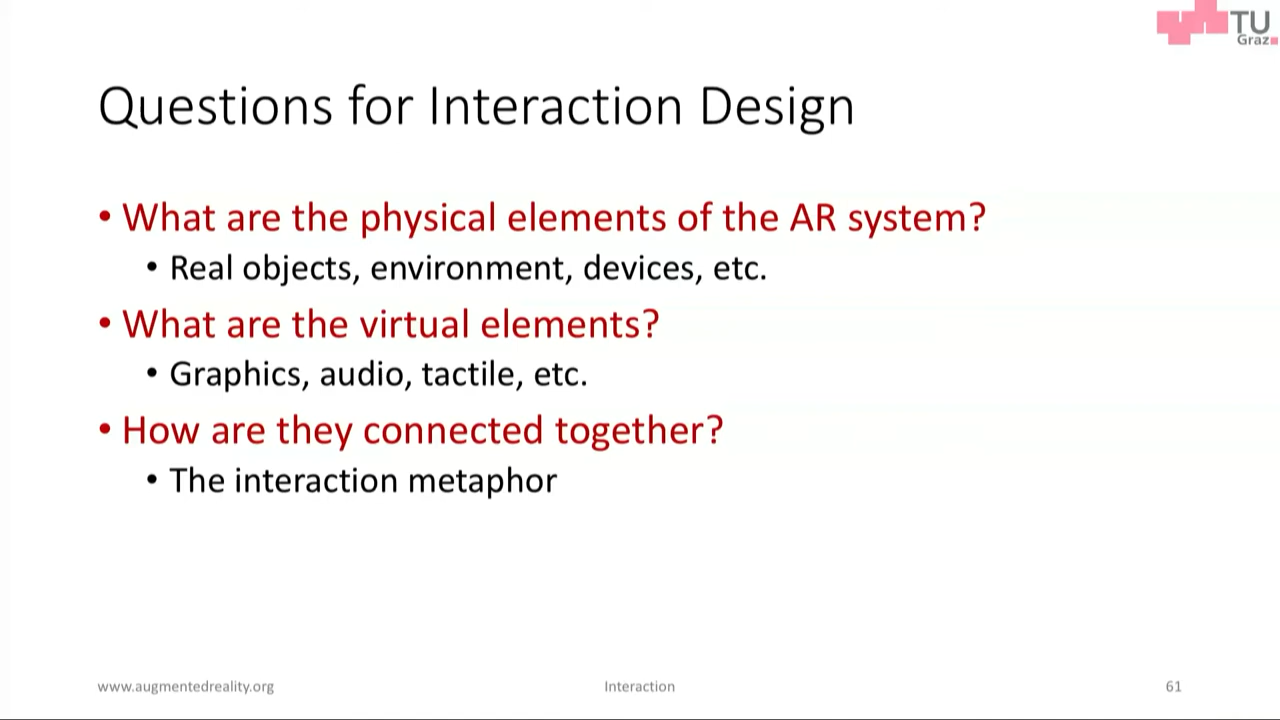 TU
Graz
Questions for Interaction Design
• What are the physical elements of the AR system?
• Real objects, environment, devices, etc.
• What are the virtual elements?
• Graphics, audio, tactile, etc.
• How are they connected together?
• The interaction metaphor
www.augmentedreality.org
Interaction
61